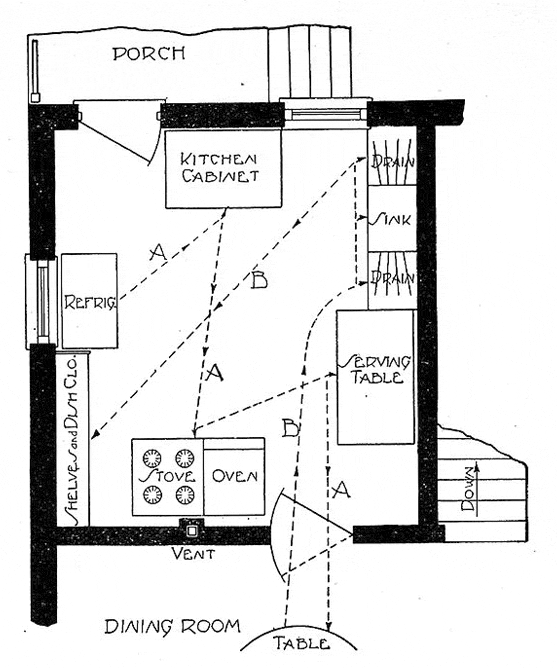 PORCH
KITCHEN
CABINET
DRAIN
SINK
DRAIN
A
B
REFRIG.
A
SERVING
TABLE
SHELVES AND DISH CLO.
B
STOVE
OVEN
A
DOWN
VENT
DINING ROOM
TABLE